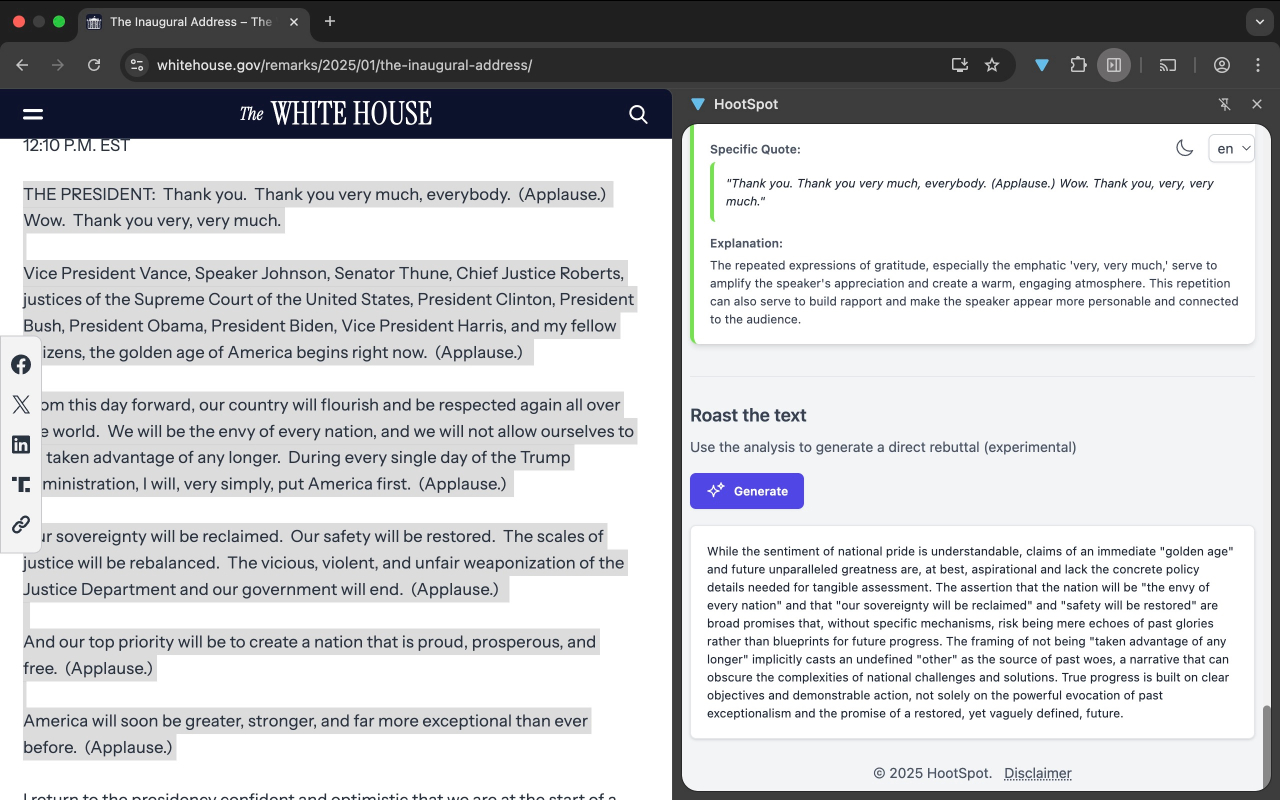 The Inaugural Address – The
whitehouse.gov/remarks/2025/01/the-inaugural-address/
The WHITE HOUSE
12:10 P.M. EST
THE PRESIDENT:  Thank you.  Thank you very much, everybody.  (Applause.)
Wow.  Thank you very, very much.
Vice President Vance, Speaker Johnson, Senator Thune, Chief Justice Roberts,
justices of the Supreme Court of the United States, President Clinton, President
Bush, President Obama, President Biden, Vice President Harris, and my fellow
izens, the golden age of America begins right now.  (Applause.)
om this day forward, our country will flourish and be respected again all over
e world.  We will be the envy of every nation, and we will not allow ourselves to
taken advantage of any longer.  During every single day of the Trump
ministration, I will, very simply, put America first.  (Applause.)
ur sovereignty will be reclaimed.  Our safety will be restored.  The scales of
justice will be rebalanced.  The vicious, violent, and unfair weaponization of the
Justice Department and our government will end.  (Applause.)
And our top priority will be to create a nation that is proud, prosperous, and
free.  (Applause.)
America will soon be greater, stronger, and far more exceptional than ever
before.  (Applause.)
I return to the presidency confident and optimistic that we are at the start of a
HootSpot
en
Specific Quote:
"Thank you. Thank you very much, everybody. (Applause.) Wow. Thank you, very, very
much."
Explanation:
The repeated expressions of gratitude, especially the emphatic 'very, very much,' serve to
amplify the speaker's appreciation and create a warm, engaging atmosphere. This repetition
can also serve to build rapport and make the speaker appear more personable and connected
to the audience.
Roast the text
Use the analysis to generate a direct rebuttal (experimental)
Generate
While the sentiment of national pride is understandable, claims of an immediate "golden age"
and future unparalleled greatness are, at best, aspirational and lack the concrete policy
details needed for tangible assessment. The assertion that the nation will be "the envy of
every nation" and that "our sovereignty will be reclaimed" and "safety will be restored" are
broad promises that, without specific mechanisms, risk being mere echoes of past glories
rather than blueprints for future progress. The framing of not being "taken advantage of any
longer" implicitly casts an undefined "other" as the source of past woes, a narrative that can
obscure the complexities of national challenges and solutions. True progress is built on clear
objectives and demonstrable action, not solely on the powerful evocation of past
exceptionalism and the promise of a restored, yet vaguely defined, future.
© 2025 HootSpot.   Disclaimer